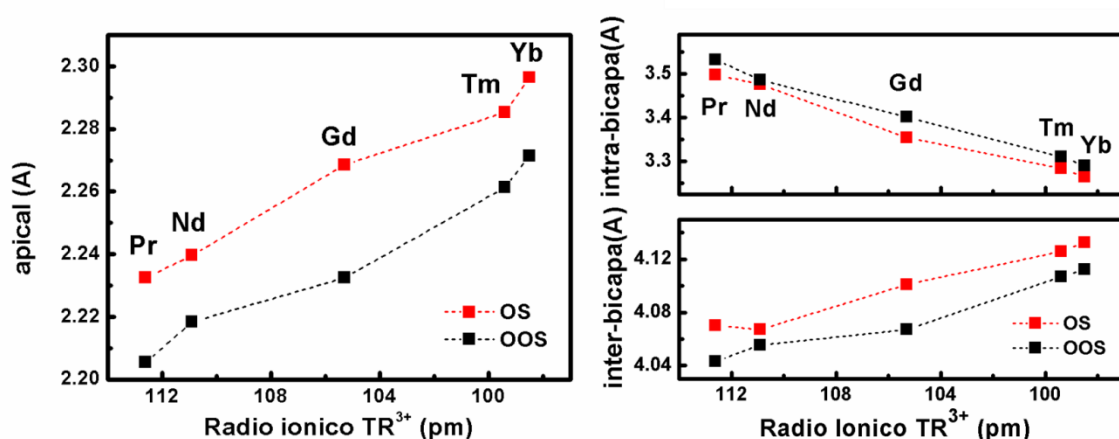 apical (A)
2.30
2.28
2.26
2.24
2.22
2.20
Pr
Nd
Gd
Tm
Yb
OS
OOS
112
108
104
100
Radio ionico TR³⁺ (pm)
intra-bicapa(A)
3.5
3.4
3.3
Pr
Nd
Gd
Tm
Yb
inter-bicapa(A)
4.12
4.08
4.04
OS
OOS
112
108
104
100
Radio Ionico TR³⁺ (pm)